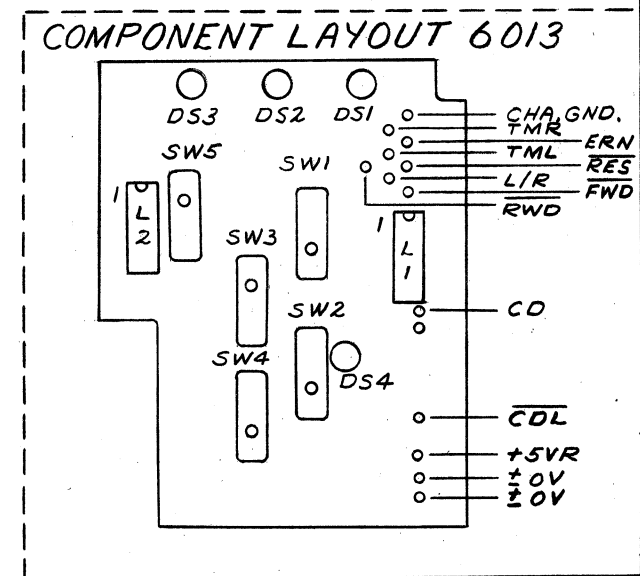 COMPONENT LAYOUT 6013
DS3 DS2 DS1
CHA,GND.
TMR
ERN
TML
RES
L/R
FWD
RWD
SW5
SW1
1
L
2
1
L
1
SW3
SW2
CD
SW4
DS4
CDL
+5VR
± 0V
± 0V